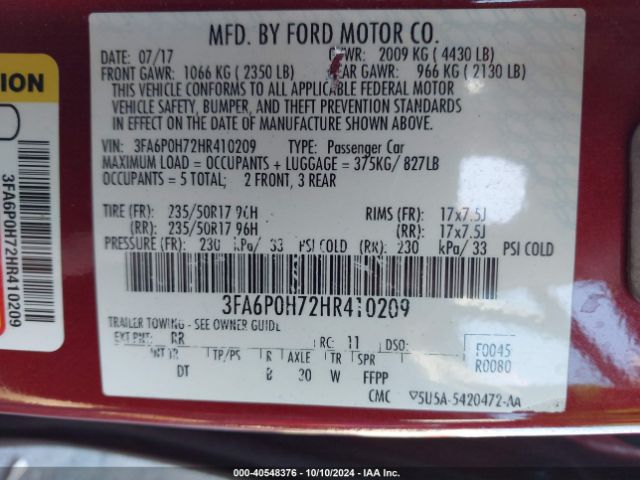 MFD. BY FORD MOTOR CO.
DATE: 07/17 GVWR: 2009 KG ( 4430 LB)
FRONT GAWR: 1066 KG ( 2350 LB) REAR GAWR: 966 KG ( 2130 LB)
THIS VEHICLE CONFORMS TO ALL APPLICABLE FEDERAL MOTOR
VEHICLE SAFETY, BUMPER, AND THEFT PREVENTION STANDARDS
IN EFFECT ON THE DATE OF MANUFACTURE SHOWN ABOVE.
VIN: 3FA6P0H72HR410209 TYPE: Passenger Car
MAXIMUM LOAD = OCCUPANTS + LUGGAGE = 375KG/ 827LB
OCCUPANTS = 5 TOTAL; 2 FRONT, 3 REAR
TIRE (FR): 235/50R17 96H RIMS (FR): 17x7.5J
(RR): 235/50R17 96H (RR): 17x7.5J
PRESSURE (FR): 230 kPa/ 33 PSI COLD (RR): 230 kPa/ 33 PSI COLD
3FA6P0H72HR410209
TRAILER TOWING - SEE OWNER GUIDE
EXT PNT: RR RC: 11 DSO: F0045
INT TR TP/PS R AXLE TR SPR R0080
DT 8 30 W FFPP
CMC 5U5A-5420472-AA
TION
3FA6P0H72HR410209
000-40548376 - 10/10/2024 - IAA Inc.